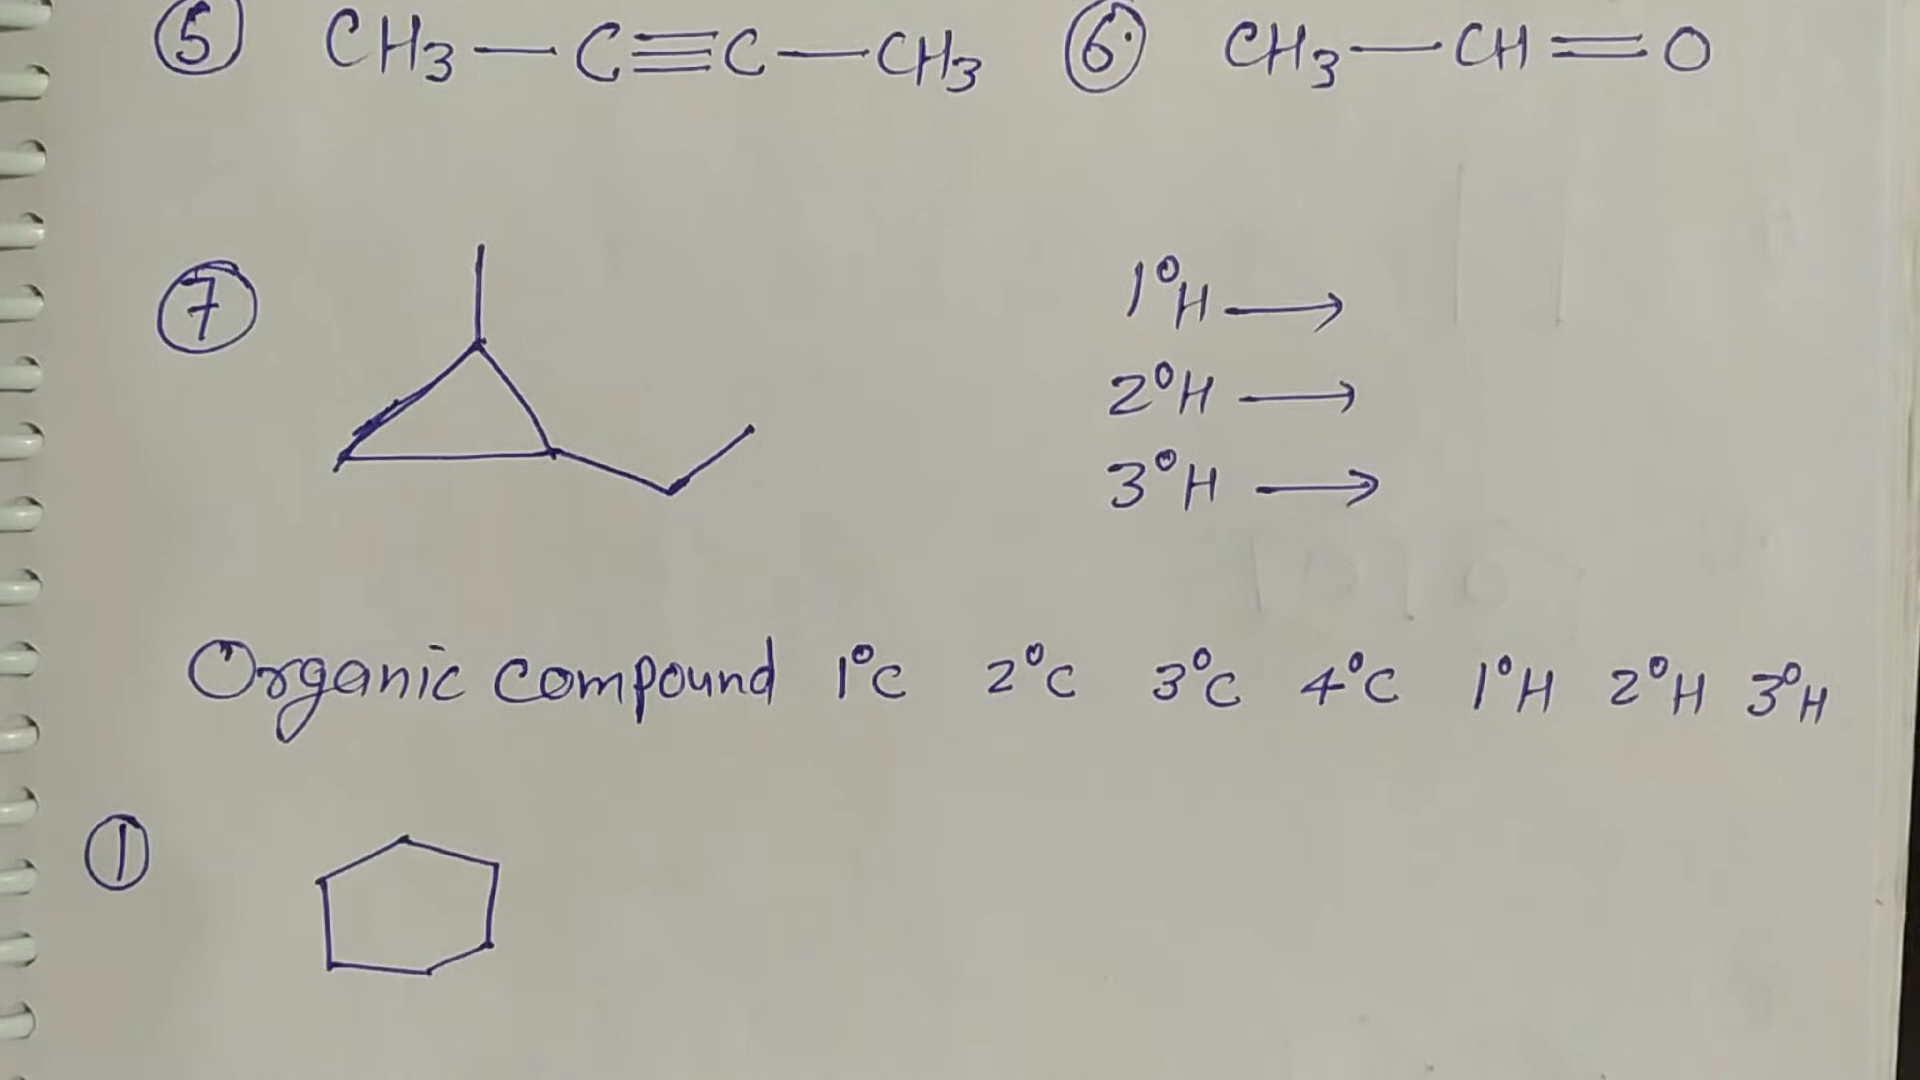 ⑤ CH3—C≡C—CH3 ⑥ CH3—CH=O
⑦
1°H →
2°H →
3°H →
Organic compound 1°C 2°C 3°C 4°C 1°H 2°H 3°H
①